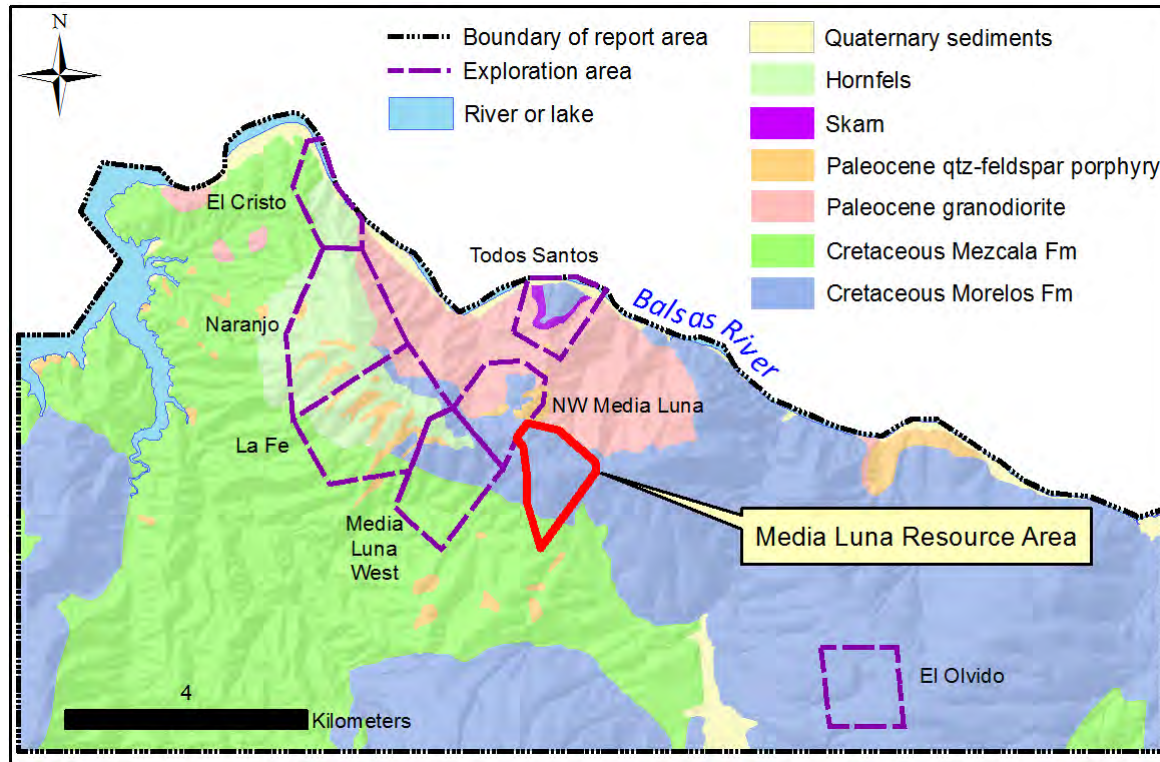 N
Boundary of report area
Exploration area
River or lake
Quaternary sediments
Hornfels
Skarn
Paleocene qtz-feldspar porphyry
Paleocene granodiorite
Cretaceous Mezcala Fm
Cretaceous Morelos Fm
El Cristo
Todos Santos
Balsas River
Naranjo
NW Media Luna
La Fe
Media
Luna
West
Media Luna Resource Area
El Olvido
4
Kilometers